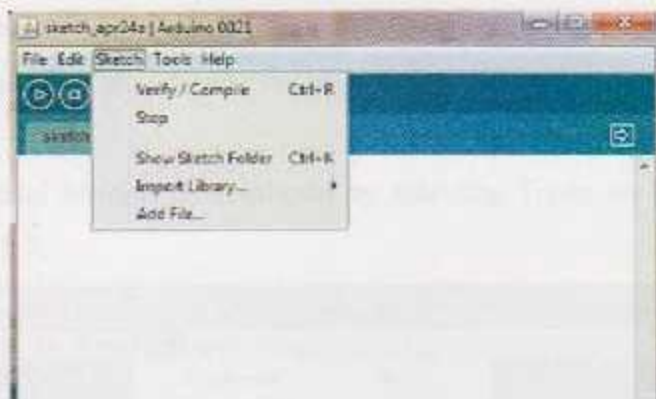 sketch_apr24a | Arduino 0021
File Edit Sketch Tools Help
Verify / Compile Ctrl-R
Stop
sketch
Show Sketch Folder Ctrl-K
Import Library...
Add File...